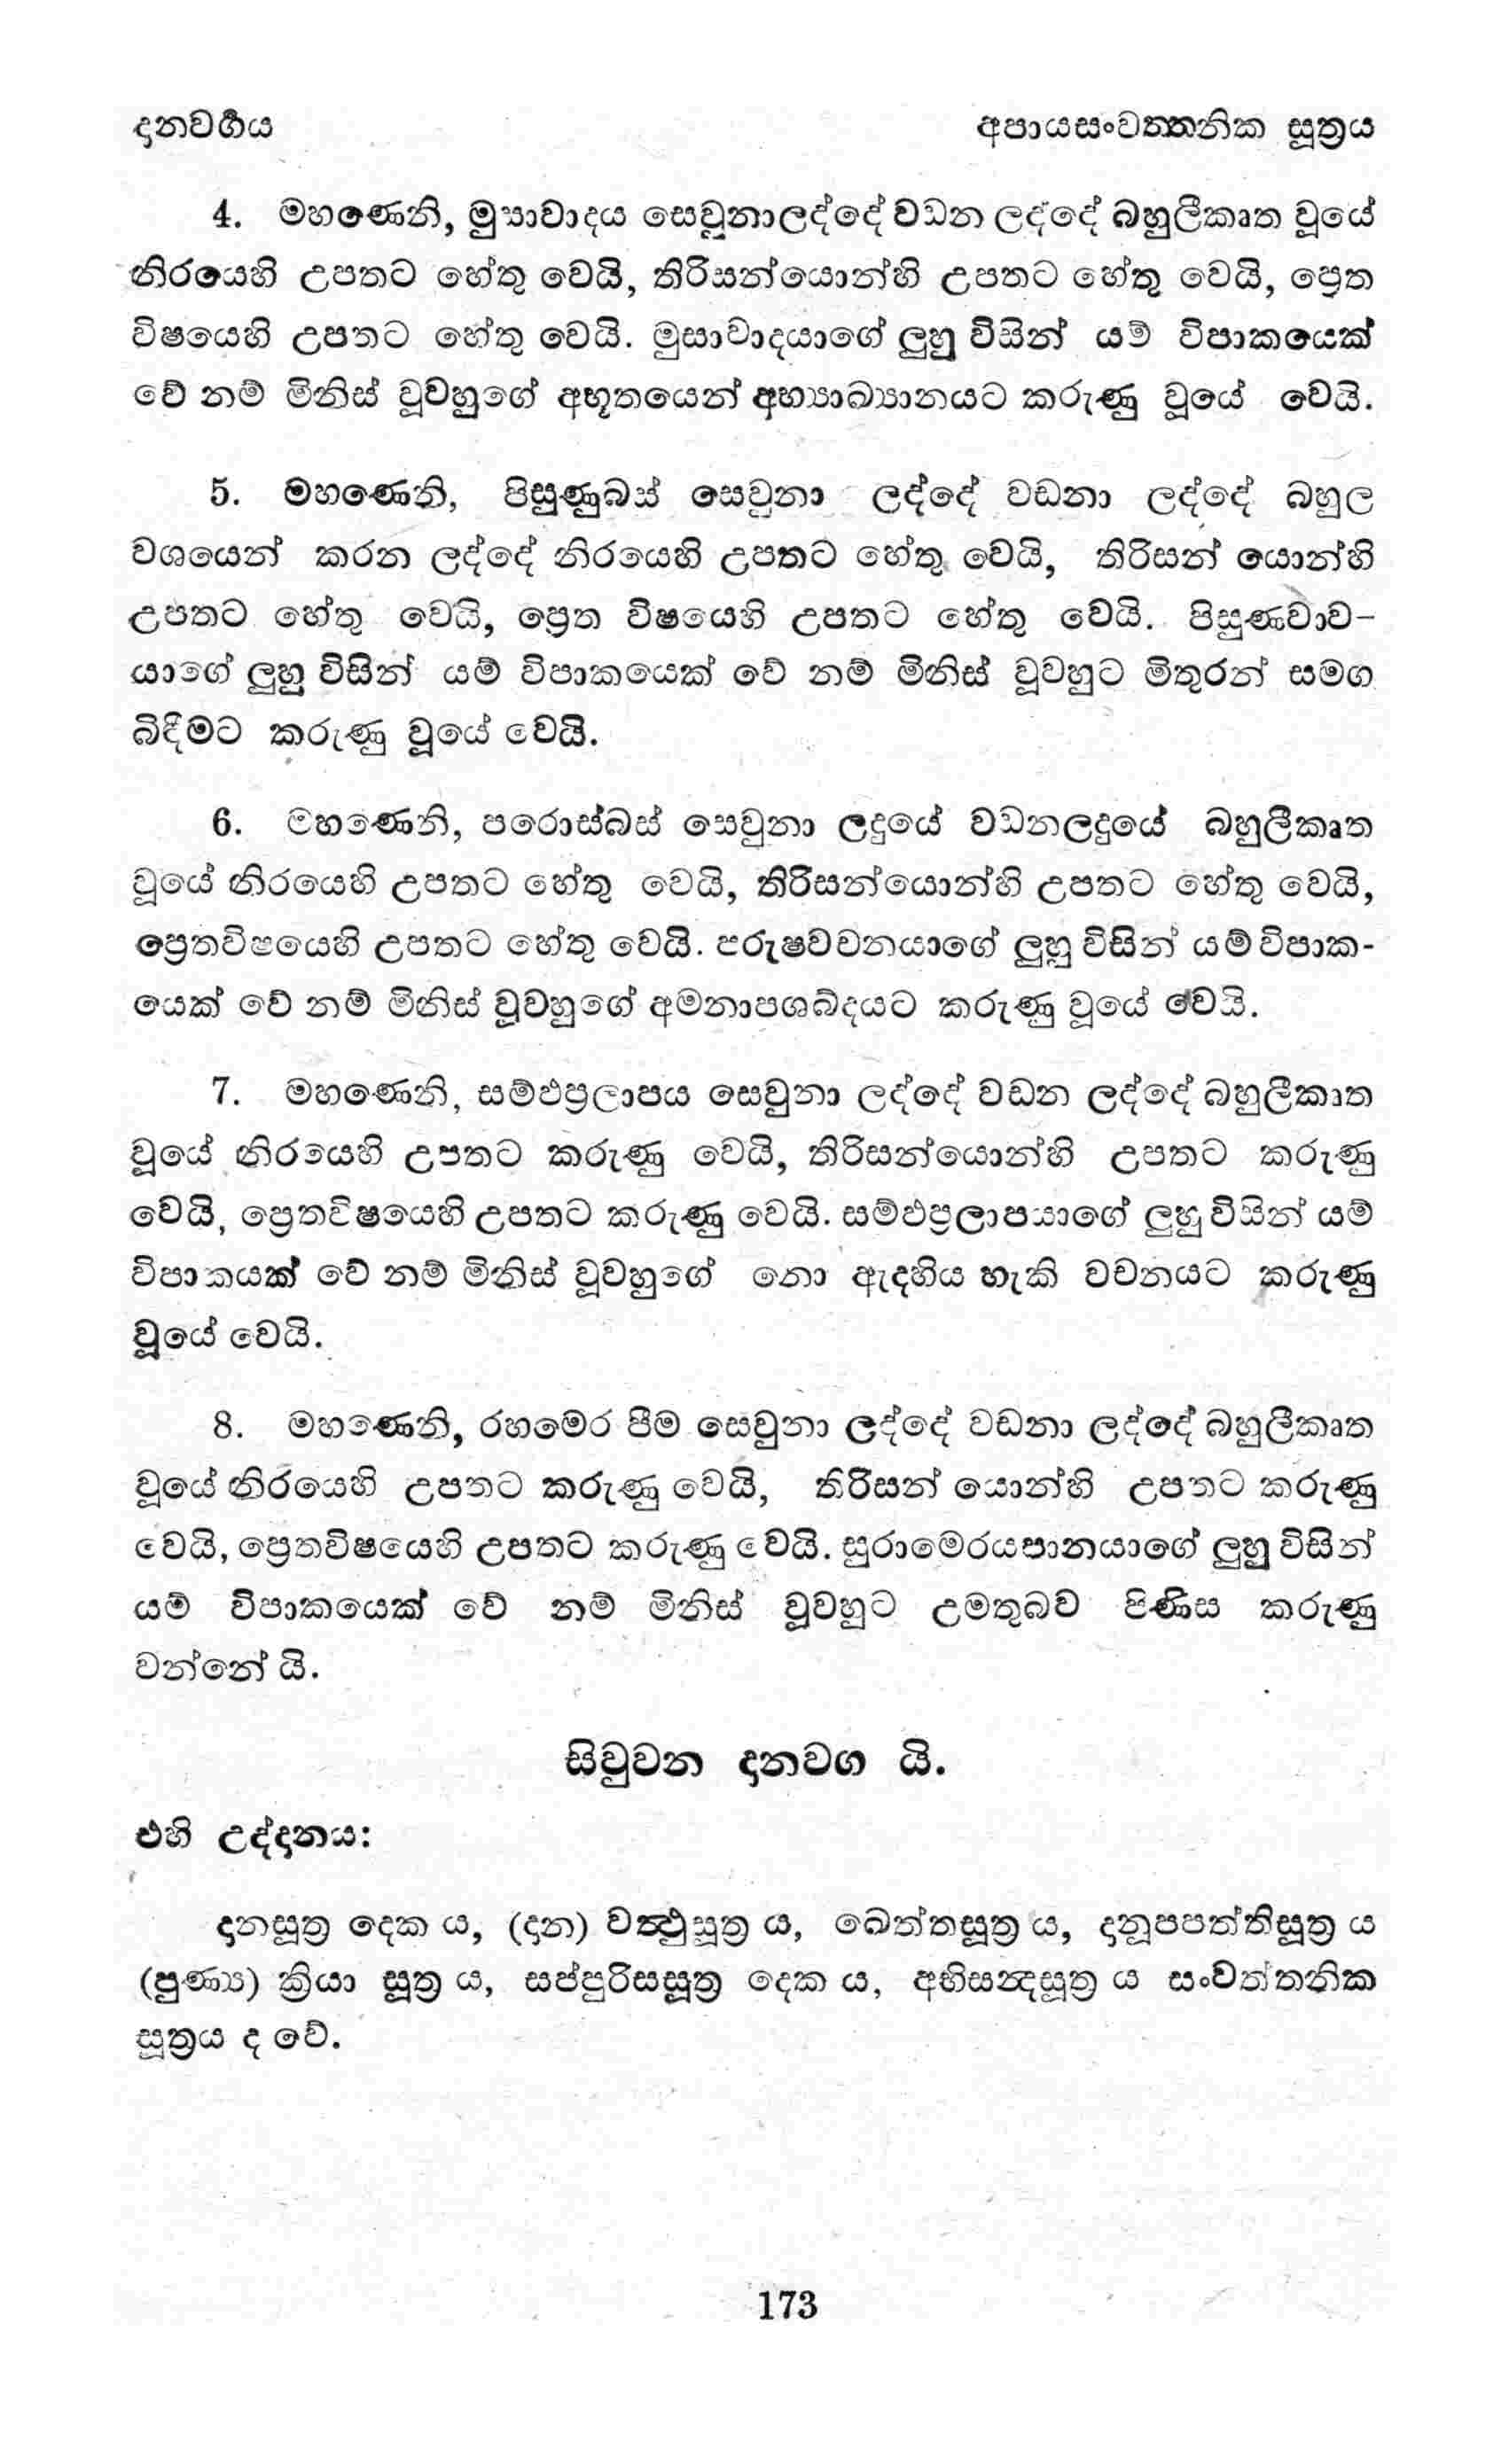 දානවර්‍ගය අපායසංවත්තනික සූත්‍රය
4. මහණෙනි, මුසාවාදය සෙවුනාලද්දේ වඩන ලද්දේ බහුලීකෘත වූයේ
නිරයෙහි උපතට හේතු වෙයි, තිරිසන්යොන්හි උපතට හේතු වෙයි, ප්‍රෙත
විෂයෙහි උපතට හේතු වෙයි. මුසාවාදයාගේ ලුහු විසින් යම් විපාකයෙක්
වේ නම් මිනිස් වූවහුගේ අභූතයෙන් අභ්‍යාඛ්‍යානයට කරුණු වූයේ වෙයි.
5. මහණෙනි, පිසුණුබස් සෙවුනා ලද්දේ වඩනා ලද්දේ බහුල
වශයෙන් කරන ලද්දේ නිරයෙහි උපතට හේතු වෙයි, තිරිසන් යොන්හි
උපතට හේතු වෙයි, ප්‍රෙත විෂයෙහි උපතට හේතු වෙයි. පිසුණවාච-
යාගේ ලුහු විසින් යම් විපාකයෙක් වේ නම් මිනිස් වූවහුට මිතුරන් සමග
බිඳීමට කරුණු වූයේ වෙයි.
6. මහණෙනි, පරොස්බස් සෙවුනා ලදුයේ වඩනලදුයේ බහුලීකෘත
වූයේ නිරයෙහි උපතට හේතු වෙයි, තිරිසන්යොන්හි උපතට හේතු වෙයි,
ප්‍රෙතවිෂයෙහි උපතට හේතු වෙයි. පරුෂවචනයාගේ ලුහු විසින් යම් විපාක-
යෙක් වේ නම් මිනිස් වූවහුගේ අමනාපශබ්දයට කරුණු වූයේ වෙයි.
7. මහණෙනි, සම්ඵප්‍රලාපය සෙවුනා ලද්දේ වඩන ලද්දේ බහුලීකෘත
වූයේ නිරයෙහි උපතට කරුණු වෙයි, තිරිසන්යොන්හි උපතට කරුණු
වෙයි, ප්‍රෙතවිෂයෙහි උපතට කරුණු වෙයි. සම්ඵප්‍රලාපයාගේ ලුහු විසින් යම්
විපාකයක් වේ නම් මිනිස් වූවහුගේ නො ඇදහිය හැකි වචනයට කරුණු
වූයේ වෙයි.
8. මහණෙනි, රහමෙර පීම සෙවුනා ලද්දේ වඩනා ලද්දේ බහුලීකෘත
වූයේ නිරයෙහි උපතට කරුණු වෙයි, තිරිසන් යොන්හි උපතට කරුණු
වෙයි, ප්‍රෙතවිෂයෙහි උපතට කරුණු වෙයි. සුරාමෙරයපානයාගේ ලුහු විසින්
යම් විපාකයෙක් වේ නම් මිනිස් වූවහුට උමතුබව පිණිස කරුණු
වන්නේ යි.
සිවුවන දානවග යි.
එහි උද්දානය:
දානසූත්‍ර දෙක ය, (දාන) වත්‍ථුසූත්‍ර ය, ඛෙත්තසූත්‍ර ය, දානූපපත්තිසූත්‍ර ය
(පුණ්‍ය) ක්‍රියා සූත්‍ර ය, සප්පුරිසසූත්‍ර දෙක ය, අභිසන්‍දසූත්‍ර ය සංවත්තනික
සූත්‍රය ද වේ.
173